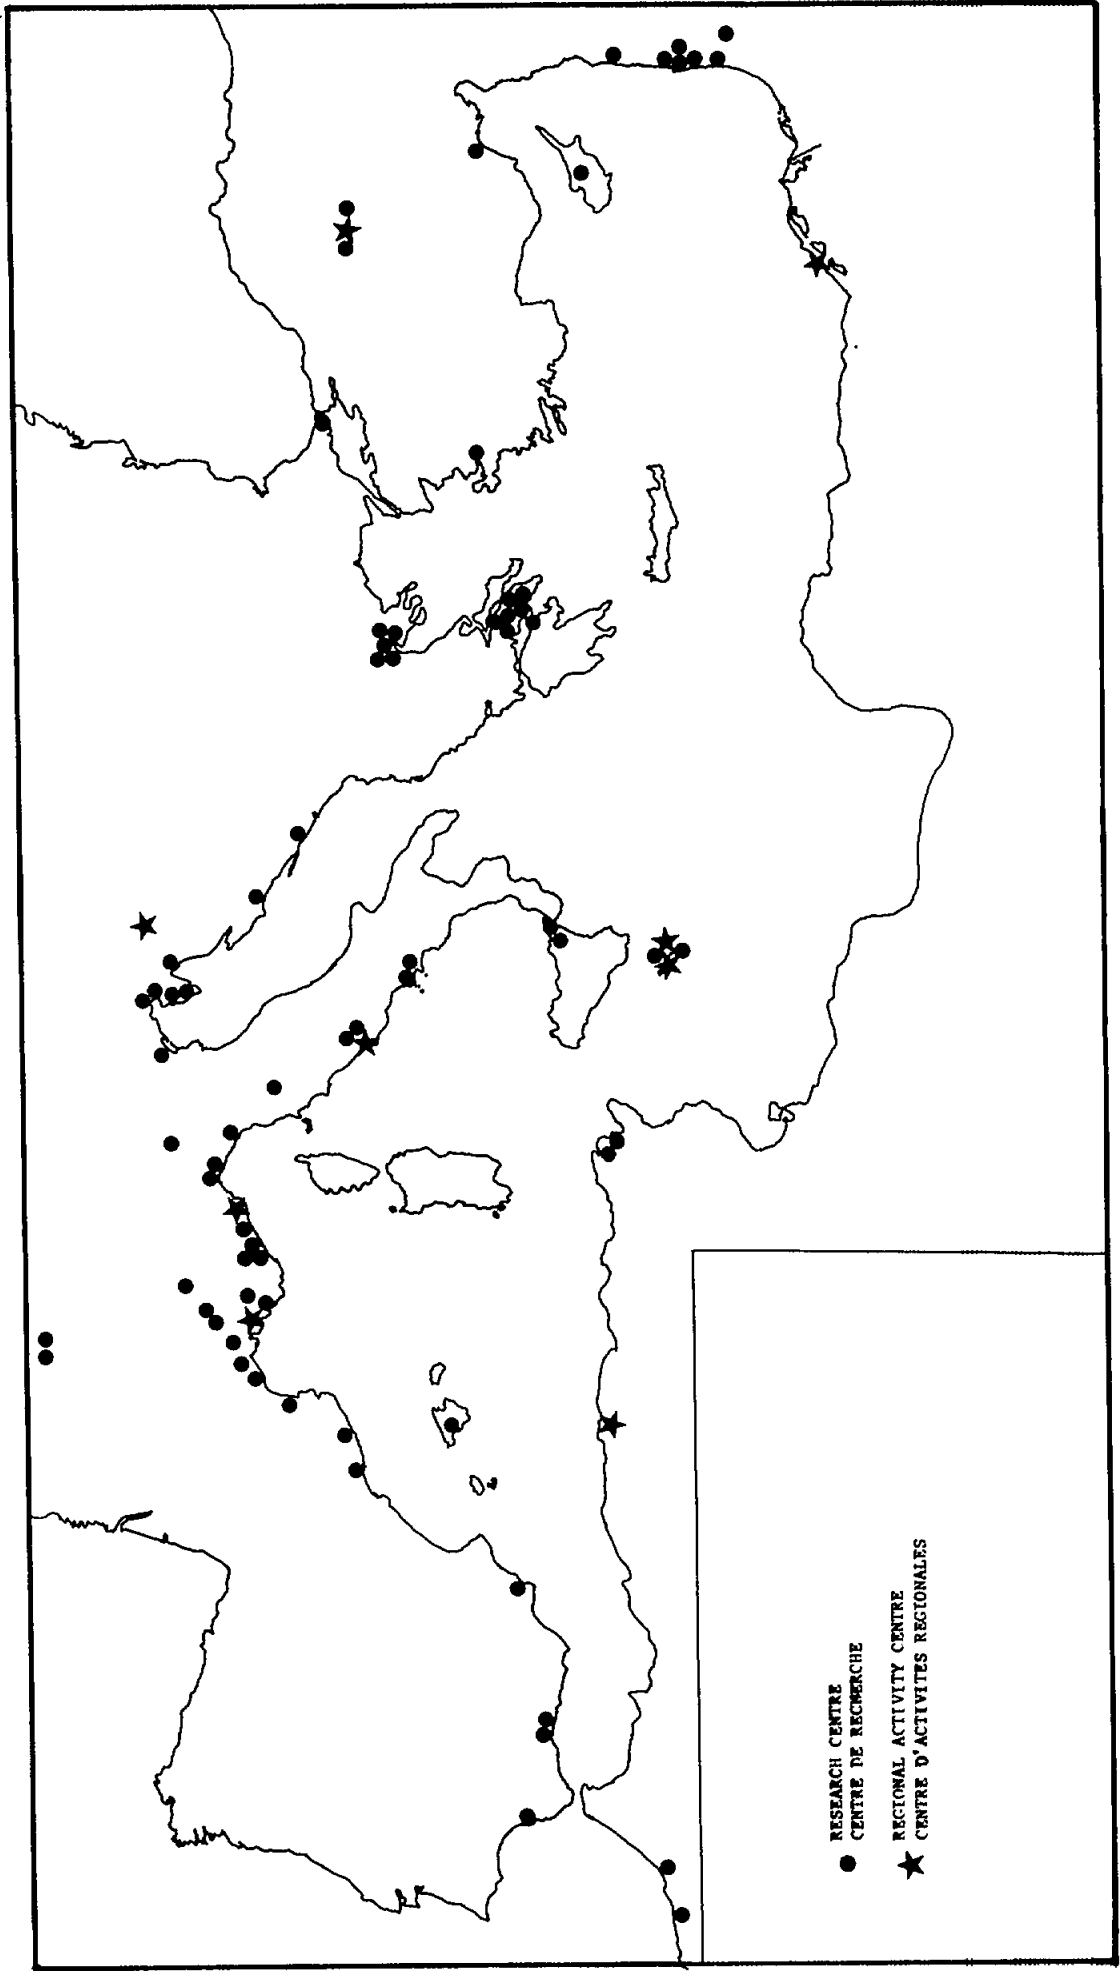 RESEARCH CENTRE
CENTRE DE RECHERCHE
REGIONAL ACTIVITY CENTRE
CENTRE D'ACTIVITES REGIONALES